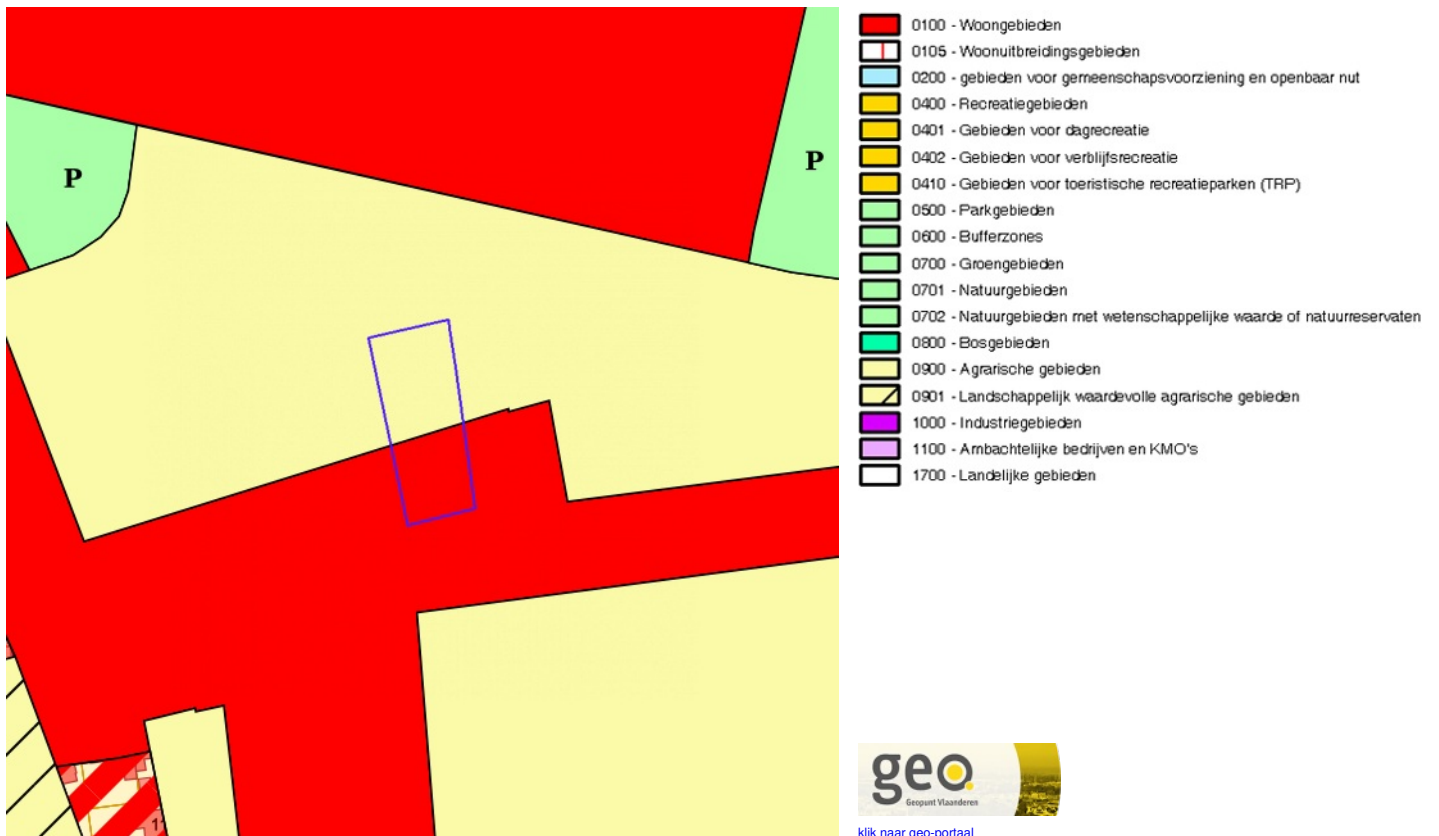 P
P
0100 - Woongebieden
0105 - Woonuitbreidingsgebieden
0200 - gebieden voor gemeenschapsvoorziening en openbaar nut
0400 - Recreatiegebieden
0401 - Gebieden voor dagrecreatie
0402 - Gebieden voor verblijfsrecreatie
0410 - Gebieden voor toeristische recreatieparken (TRP)
0500 - Parkgebieden
0600 - Bufferzones
0700 - Groengebieden
0701 - Natuurgebieden
0702 - Natuurgebieden met wetenschappelijke waarde of natuurreservaten
0800 - Bosgebieden
0900 - Agrarische gebieden
0901 - Landschappelijk waardevolle agrarische gebieden
1000 - Industriegebieden
1100 - Ambachtelijke bedrijven en KMO's
1700 - Landelijke gebieden
geo
Geopunt Vlaanderen
klik naar geo-portaal